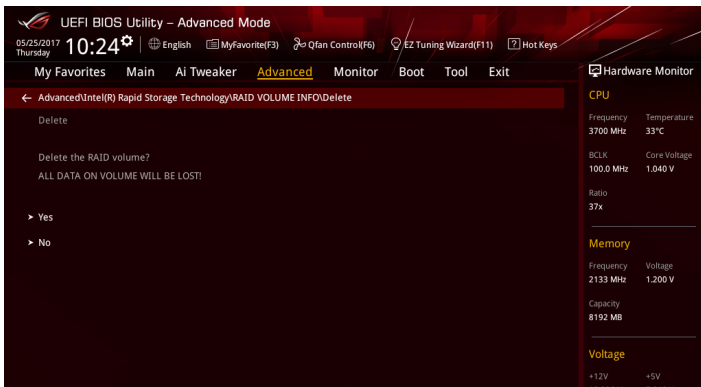 UEFI BIOS Utility – Advanced Mode
05/25/2017 Thursday 10:24 English MyFavorite(F3) Qfan Control(F6) EZ Tuning Wizard(F11) ? Hot Keys
My Favorites Main Ai Tweaker Advanced Monitor Boot Tool Exit Hardware Monitor
← Advanced\Intel(R) Rapid Storage Technology\RAID VOLUME INFO\Delete
Delete
Delete the RAID volume?
ALL DATA ON VOLUME WILL BE LOST!
> Yes
> No
CPU
Frequency Temperature
3700 MHz 33°C
BCLK Core Voltage
100.0 MHz 1.040 V
Ratio
37x
Memory
Frequency Voltage
2133 MHz 1.200 V
Capacity
8192 MB
Voltage
+12V +5V